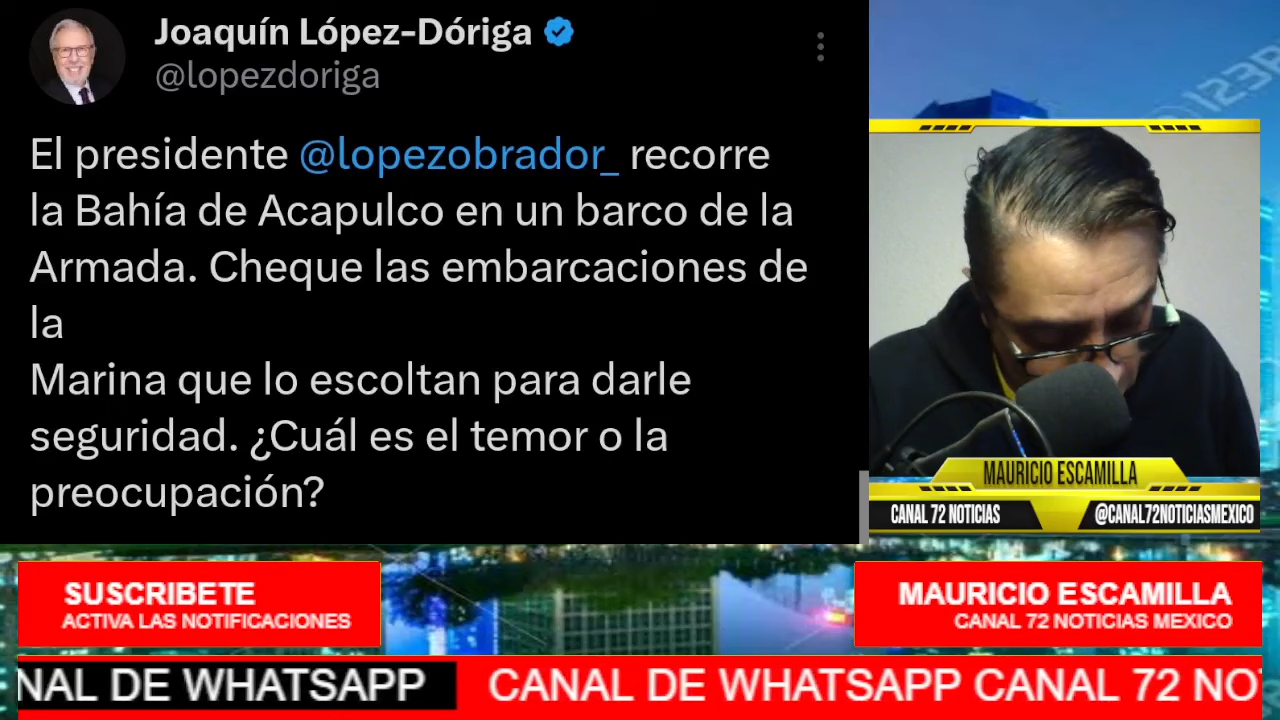 Joaquín López-Dóriga
@lopezdoriga
El presidente @lopezobrador_ recorre
la Bahía de Acapulco en un barco de la
Armada. Cheque las embarcaciones de
la
Marina que lo escoltan para darle
seguridad. ¿Cuál es el temor o la
preocupación?
123R
MAURICIO ESCAMILLA
CANAL 72 NOTICIAS
@CANAL72NOTICIASMEXICO
SUSCRIBETE
ACTIVA LAS NOTIFICACIONES
MAURICIO ESCAMILLA
CANAL 72 NOTICIAS MEXICO
NAL DE WHATSAPP
CANAL DE WHATSAPP CANAL 72 NO